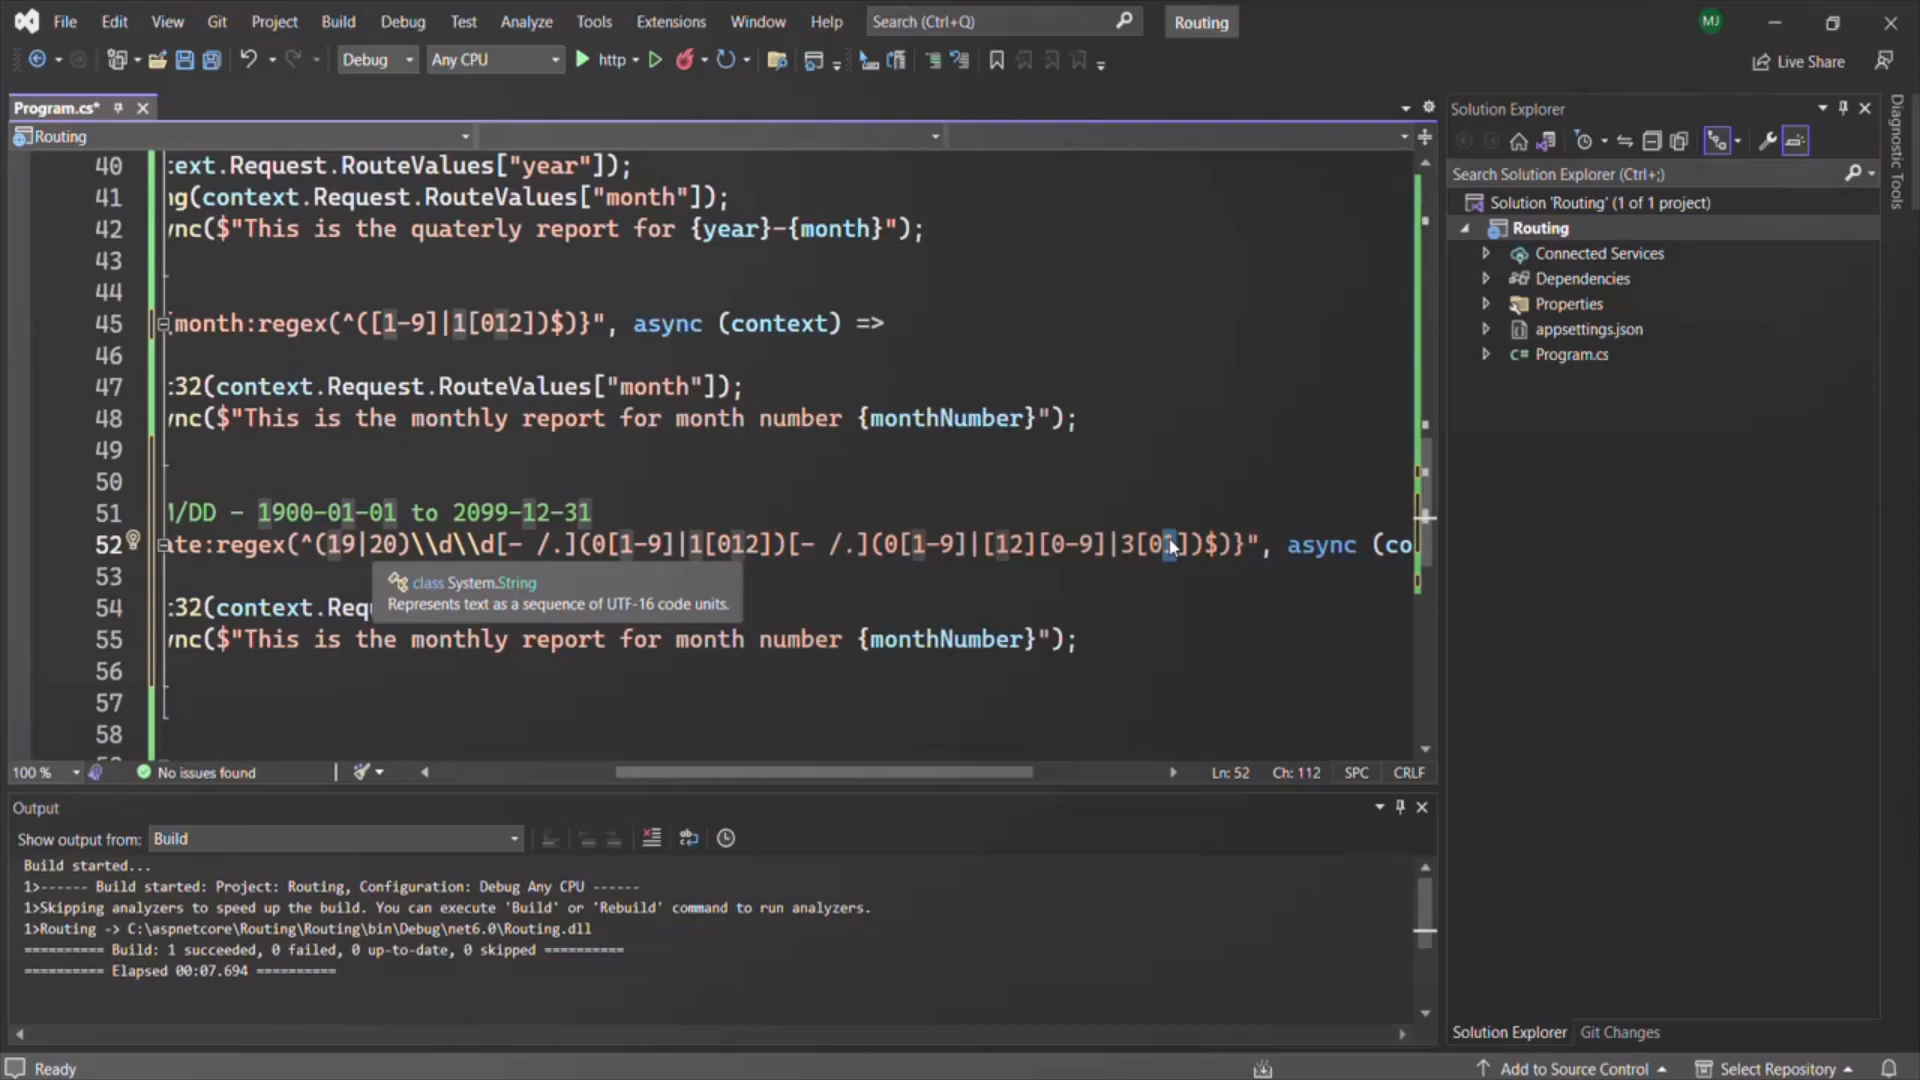 File Edit View Git Project Build Debug Test Analyze Tools Extensions Window Help Search (Ctrl+Q) Routing MJ
Debug Any CPU http Live Share
Program.cs*
Routing
40 text.Request.RouteValues["year"]);
41 ng(context.Request.RouteValues["month"]);
42 ync($"This is the quaterly report for {year}-{month}");
43
44
45 {month:regex(^([1-9]|1[012])$)}", async (context) =>
46
47 t32(context.Request.RouteValues["month"]);
48 ync($"This is the monthly report for month number {monthNumber}");
49
50
51 M/DD - 1900-01-01 to 2099-12-31
52 ate:regex(^(19|20)\\d\\d[- /.](0[1-9]|1[012])[- /.](0[1-9]|[12][0-9]|3[01])$)}", async (co
53
class System.String
Represents text as a sequence of UTF-16 code units.
54 t32(context.Req
55 ync($"This is the monthly report for month number {monthNumber}");
56
57
58
100 % No issues found Ln: 52 Ch: 112 SPC CRLF
Output
Show output from: Build
Build started...
1>------ Build started: Project: Routing, Configuration: Debug Any CPU ------
1>Skipping analyzers to speed up the build. You can execute 'Build' or 'Rebuild' command to run analyzers.
1>Routing -> C:\aspnetcore\Routing\Routing\bin\Debug\net6.0\Routing.dll
========== Build: 1 succeeded, 0 failed, 0 up-to-date, 0 skipped ==========
========== Elapsed 00:07.694 ==========
Solution Explorer
Search Solution Explorer (Ctrl+;)
Solution 'Routing' (1 of 1 project)
Routing
Connected Services
Dependencies
Properties
appsettings.json
C# Program.cs
Solution Explorer Git Changes
Diagnostic Tools
Ready Add to Source Control Select Repository